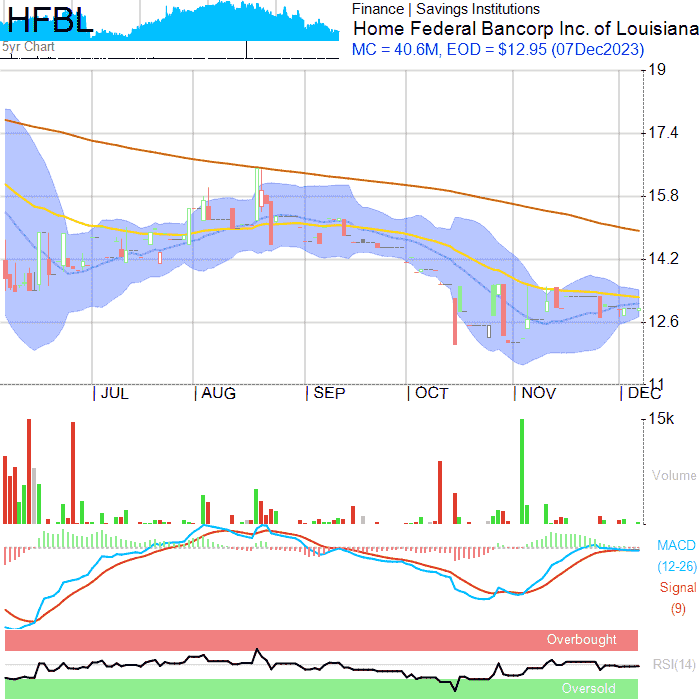 HFBL
5yr Chart
Finance | Savings Institutions
Home Federal Bancorp Inc. of Louisiana
MC = 40.6M, EOD = $12.95 (07Dec2023)
19
17.4
15.8
14.2
12.6
11
JUL AUG SEP OCT NOV DEC
15k
Volume
MACD
(12-26)
Signal
(9)
Overbought
RSI(14)
Oversold